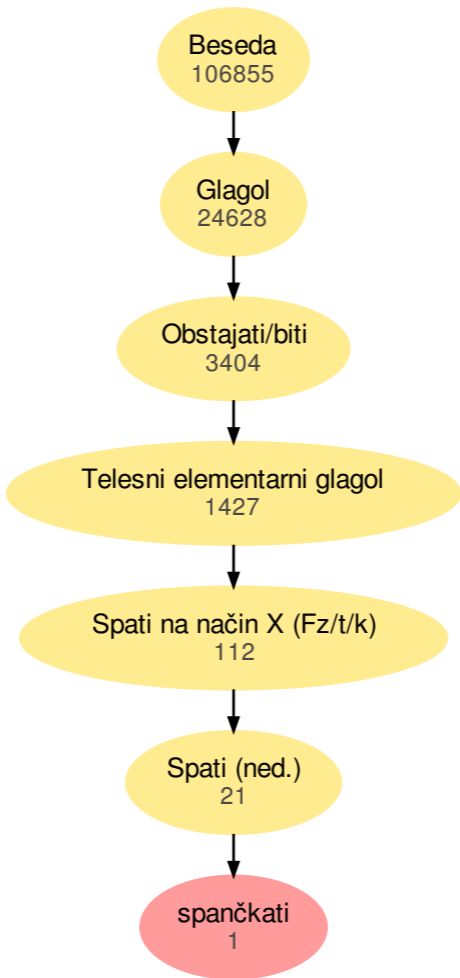 Beseda
106855
Glagol
24628
Obstajati/biti
3404
Telesni elementarni glagol
1427
Spati na način X (Fz/t/k)
112
Spati (ned.)
21
spančkati
1